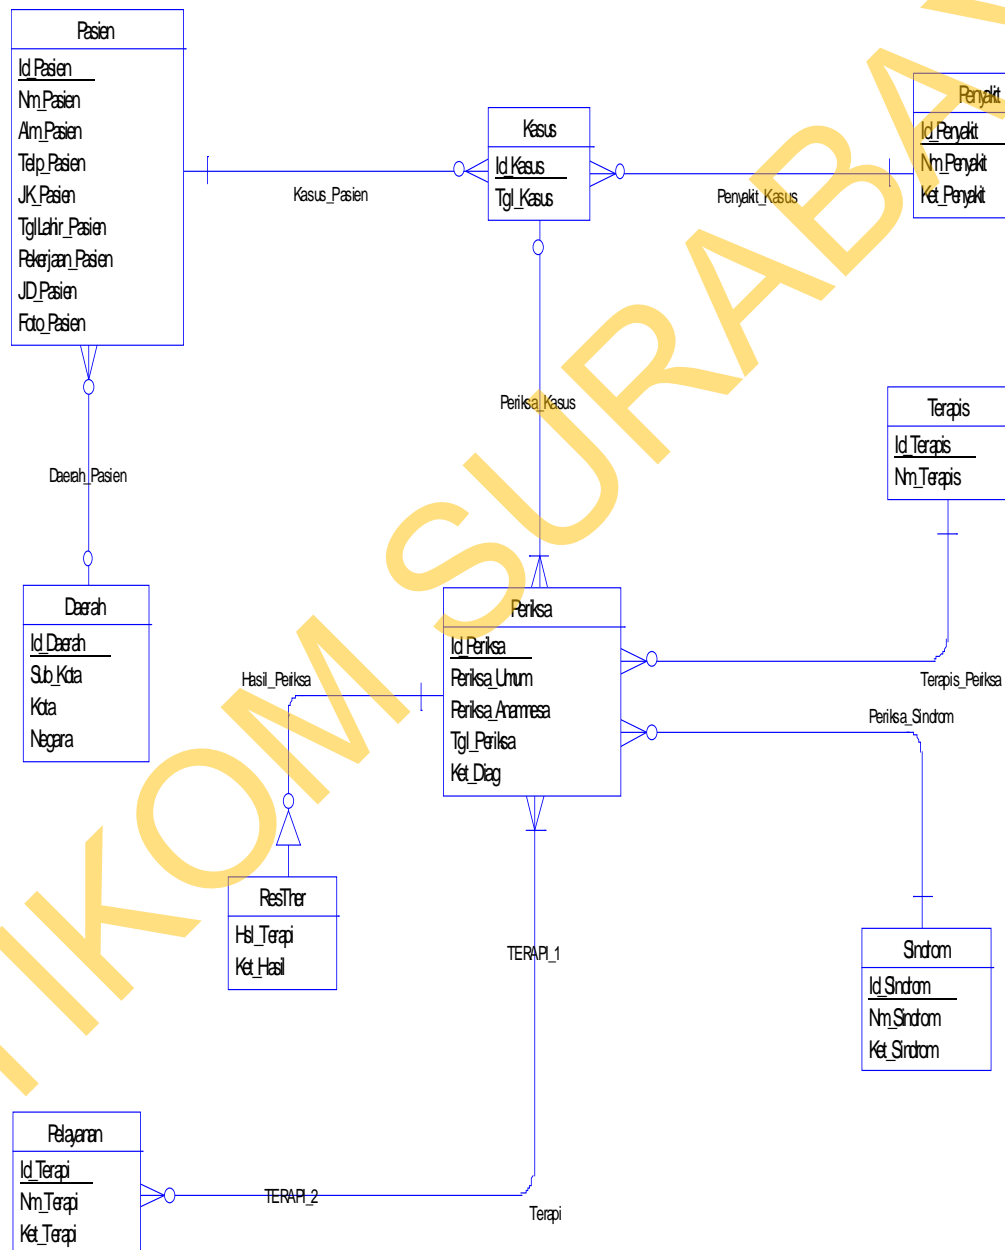 Pasien
Id_Pasien
Nm_Pasien
Alm_Pasien
Telp_Pasien
JK_Pasien
TglLahir_Pasien
Pekerjaan_Pasien
JD_Pasien
Foto_Pasien
Kasus_Pasien
Kasus
Id_Kasus
Tgl_Kasus
Penyakit_Kasus
Penyakit
Id_Penyakit
Nm_Penyakit
Ket_Penyakit
Periksa_Kasus
Daerah_Pasien
Terapis
Id_Terapis
Nm_Terapis
Daerah
Id_Daerah
Sub_Kota
Kota
Negara
Hasil_Periksa
Periksa
Id_Periksa
Periksa_Umum
Periksa_Anamnesa
Tgl_Periksa
Ket_Diag
Terapis_Periksa
Periksa_Sindrom
ResTher
Hsl_Terapi
Ket_Hasil
TERAPI_1
Sindrom
Id_Sindrom
Nm_Sindrom
Ket_Sindrom
Pelayanan
Id_Terapi
Nm_Terapi
Ket_Terapi
TERAPI_2
Terapi
IKOM SURABAY